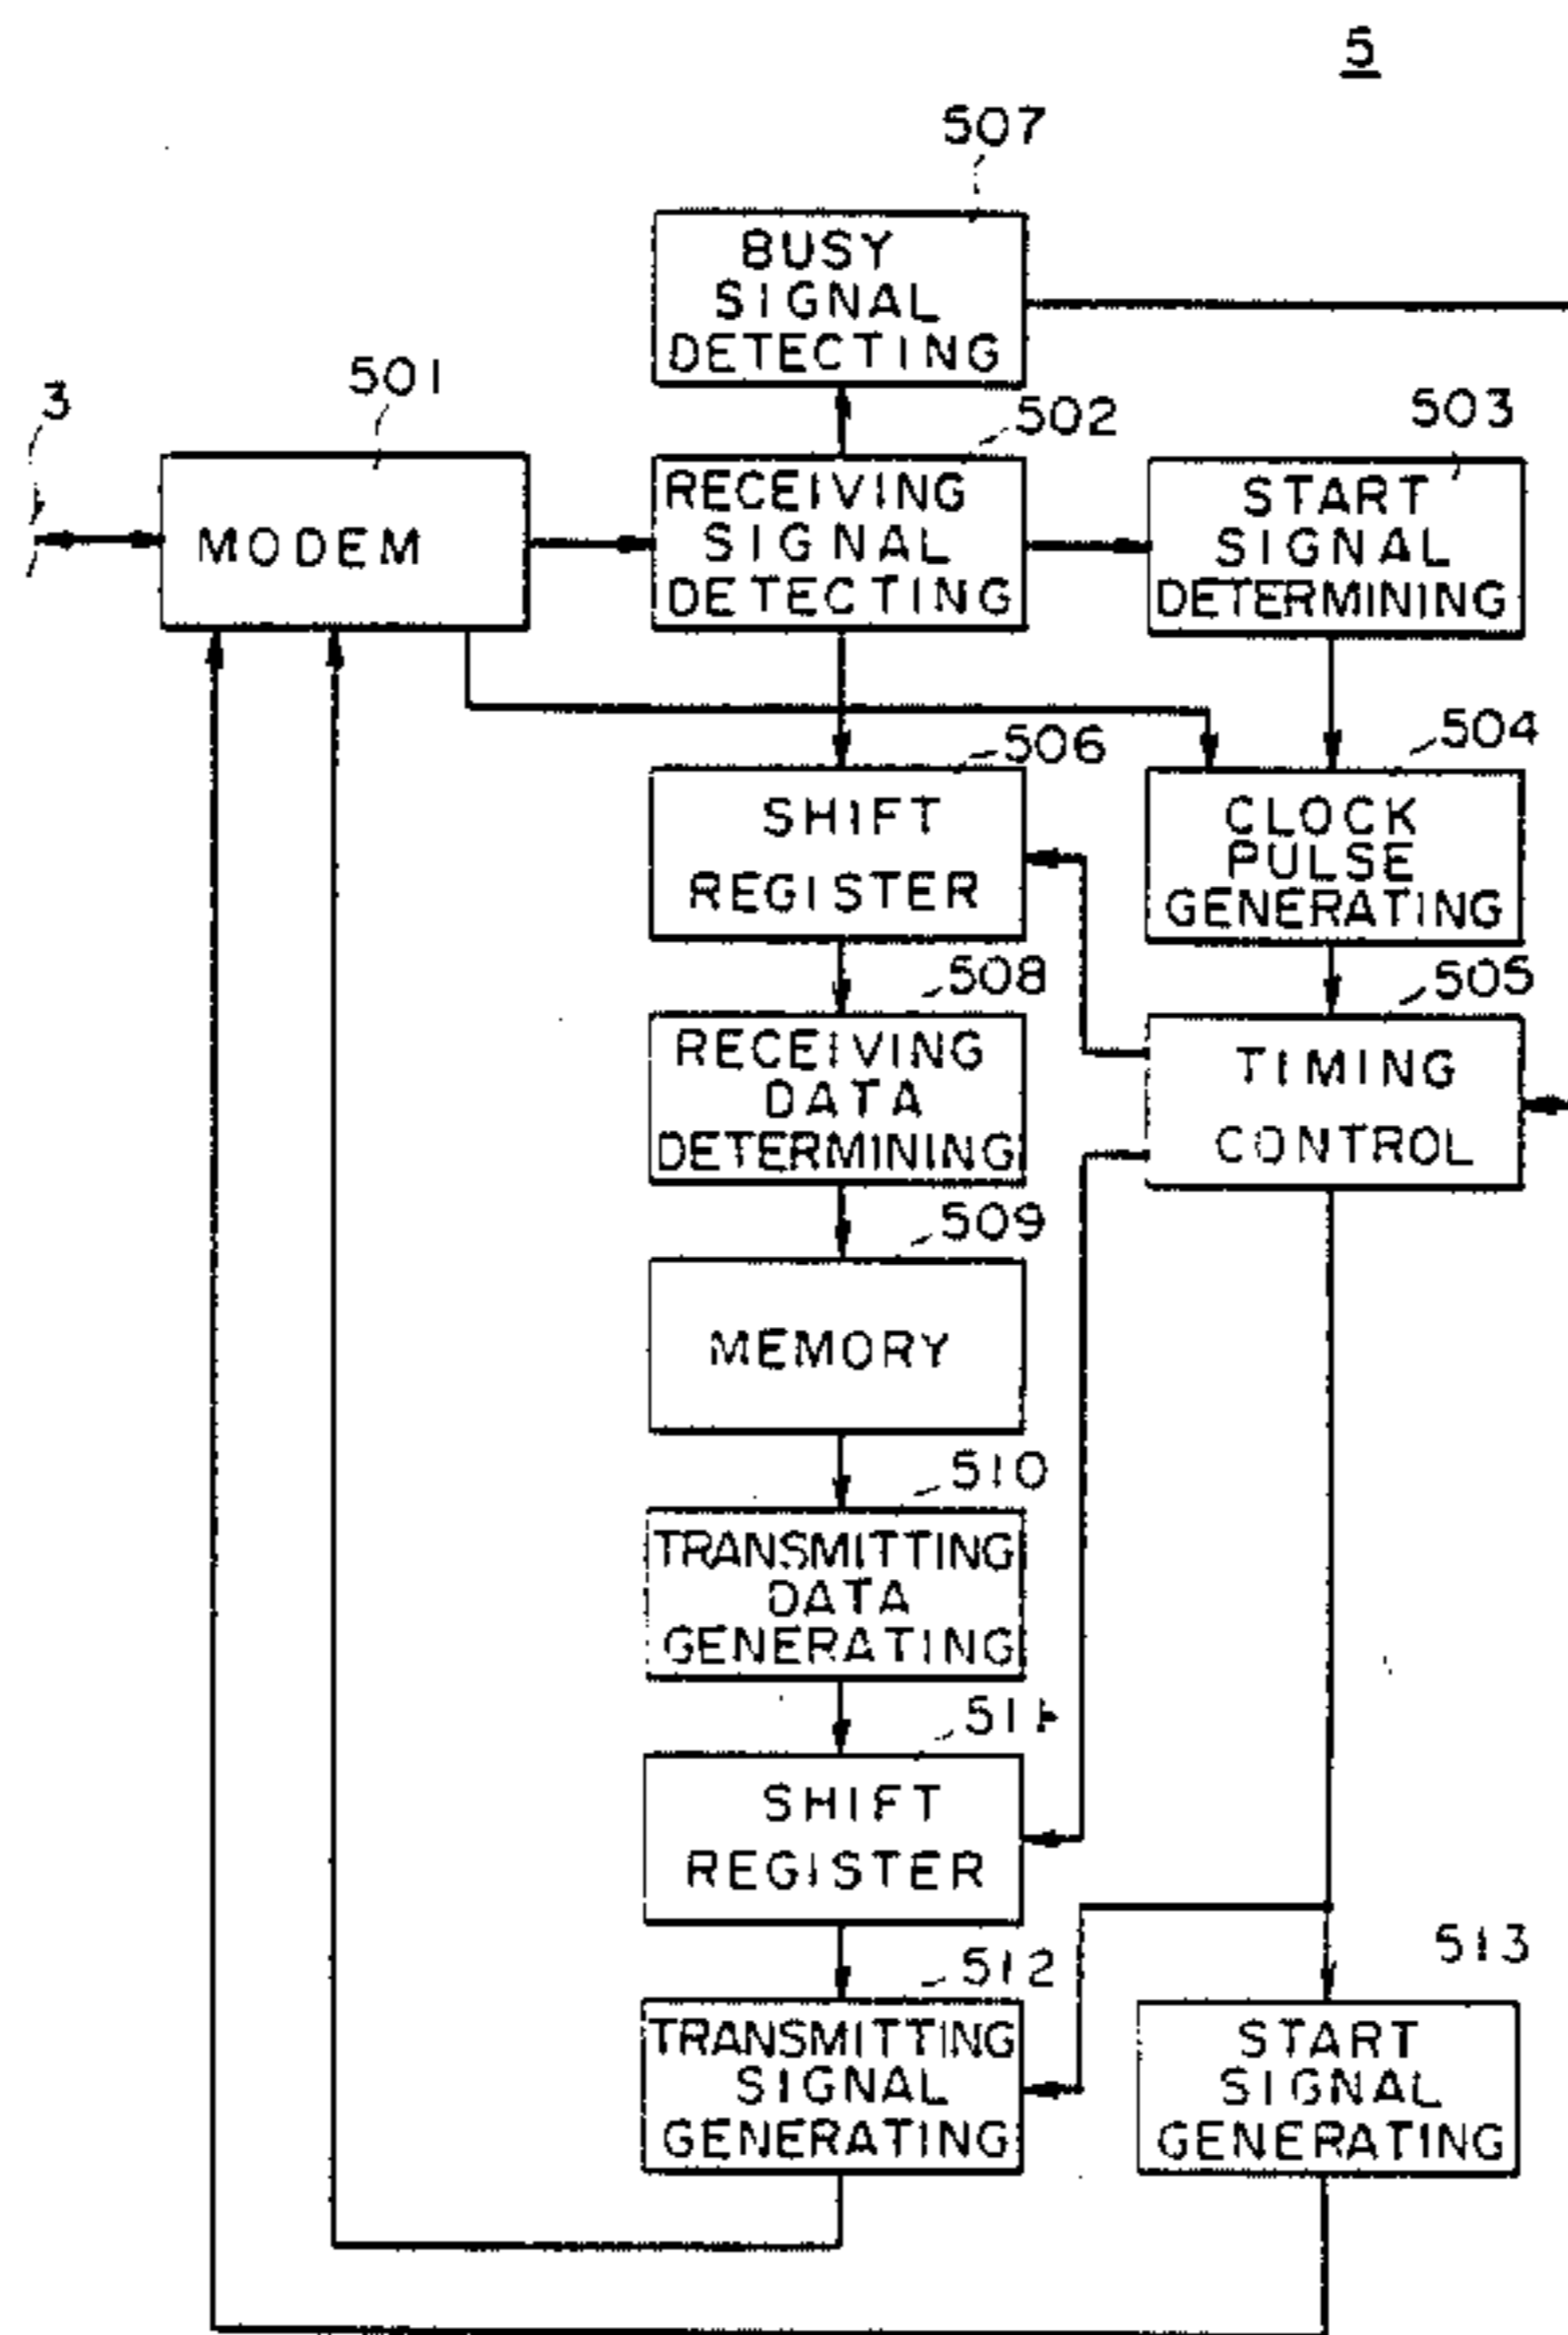 5
507
BUSY
SIGNAL
DETECTING
3
501
MODEM
502
RECEIVING
SIGNAL
DETECTING
503
START
SIGNAL
DETERMINING
506
SHIFT
REGISTER
504
CLOCK
PULSE
GENERATING
508
RECEIVING
DATA
DETERMINING
505
TIMING
CONTROL
509
MEMORY
510
TRANSMITTING
DATA
GENERATING
511
SHIFT
REGISTER
512
TRANSMITTING
SIGNAL
GENERATING
513
START
SIGNAL
GENERATING